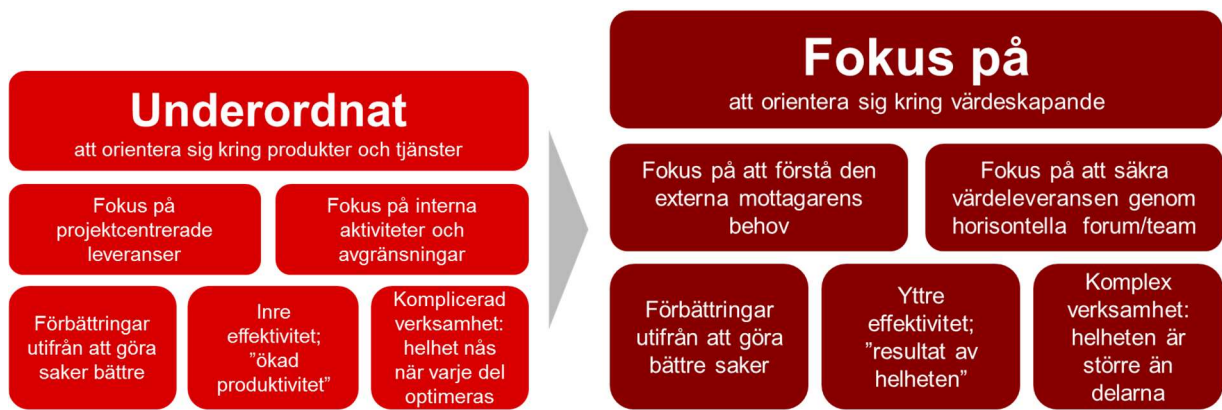 Underordnat
att orientera sig kring produkter och tjänster
Fokus på
projektcentrerade
leveranser
Fokus på interna
aktiviteter och
avgränsningar
Förbättringar
utifrån att göra
saker bättre
Inre
effektivitet;
”ökad
produktivitet”
Komplicerad
verksamhet:
helhet nås
när varje del
optimeras
Fokus på
att orientera sig kring värdeskapande
Fokus på att förstå den
externa mottagarens
behov
Fokus på att säkra
värdeleveransen genom
horisontella forum/team
Förbättringar
utifrån att göra
bättre saker
Yttre
effektivitet;
”resultat av
helheten”
Komplex
verksamhet:
helheten är
större än
delarna